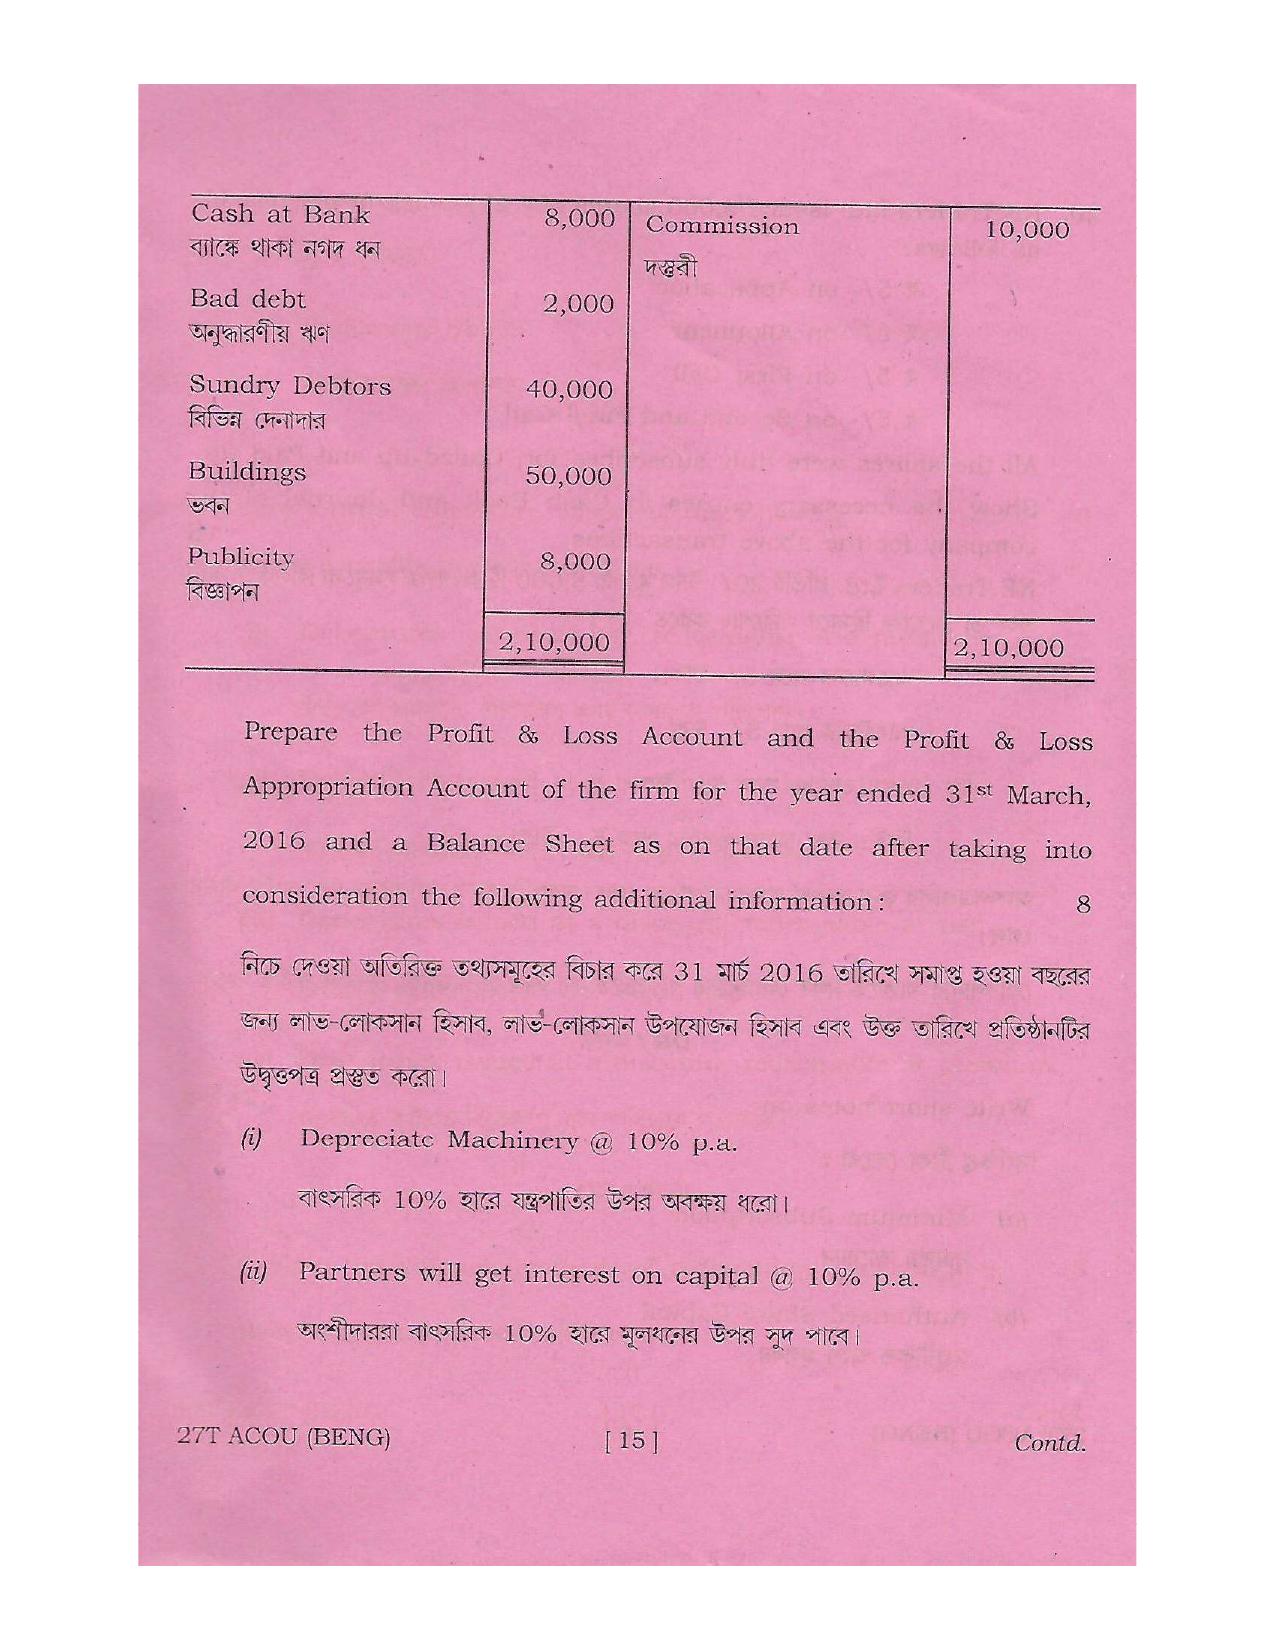 Cash at Bank 8,000 Commission 10,000
ব্যাঙ্কে থাকা নগদ ধন দস্তুরী
Bad debt 2,000
অনুদ্ধারণীয় ঋণ
Sundry Debtors 40,000
বিভিন্ন দেনাদার
Buildings 50,000
ভবন
Publicity 8,000
বিজ্ঞাপন
2,10,000 2,10,000
Prepare the Profit & Loss Account and the Profit & Loss
Appropriation Account of the firm for the year ended 31st March,
2016 and a Balance Sheet as on that date after taking into
consideration the following additional information : 8
নিচে দেওয়া অতিরিক্ত তথ্যসমূহের বিচার করে 31 মার্চ 2016 তারিখে সমাপ্ত হওয়া বছরের
জন্য লাভ-লোকসান হিসাব, লাভ-লোকসান উপযোজন হিসাব এবং উক্ত তারিখে প্রতিষ্ঠানটির
উদ্বৃত্তপত্র প্রস্তুত করো।
(i) Depreciate Machinery @ 10% p.a.
বাৎসরিক 10% হারে যন্ত্রপাতির উপর অবক্ষয় ধরো।
(ii) Partners will get interest on capital @ 10% p.a.
অংশীদাররা বাৎসরিক 10% হারে মূলধনের উপর সুদ পাবে।
27T ACOU (BENG) [ 15 ] Contd.